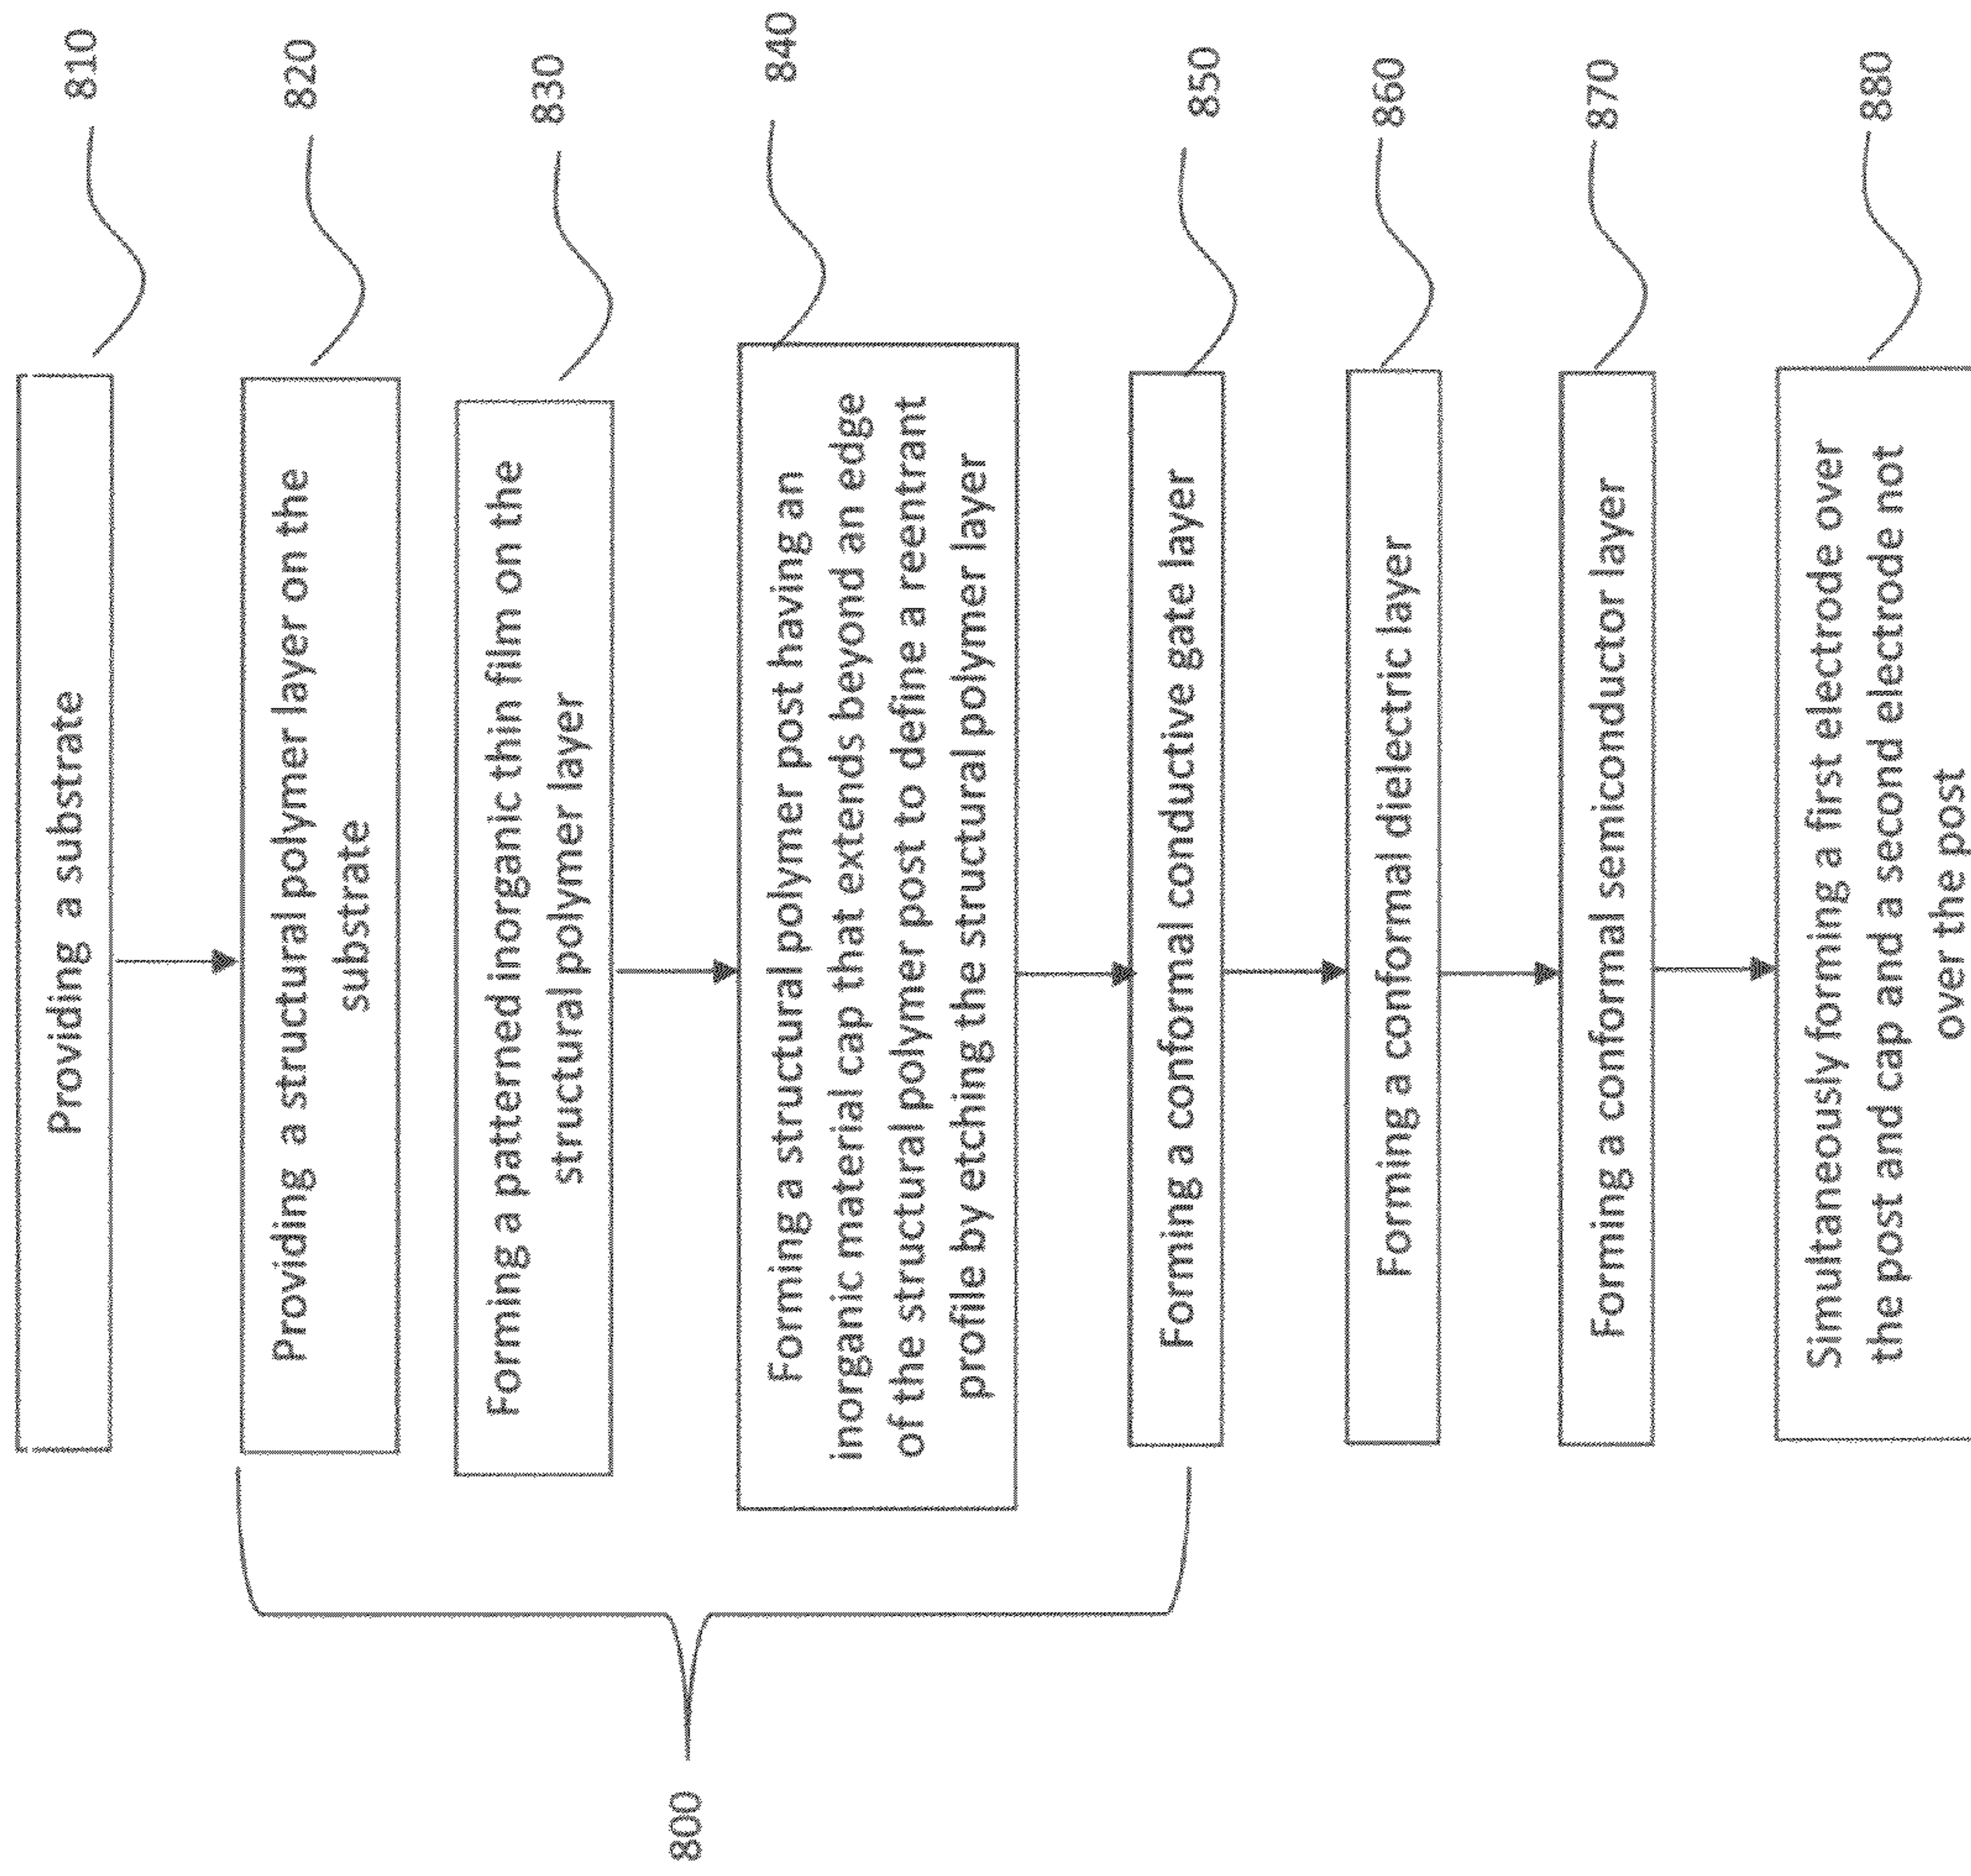 810
Providing a substrate
820
Providing a structural polymer layer on the
substrate
830
Forming a patterned inorganic thin film on the
structural polymer layer
840
Forming a structural polymer post having an
inorganic material cap that extends beyond an edge
of the structural polymer post to define a reentrant
profile by etching the structural polymer layer
850
Forming a conformal conductive gate layer
860
Forming a conformal dielectric layer
870
Forming a conformal semiconductor layer
880
Simultaneously forming a first electrode over
the post and cap and a second electrode not
over the post
800